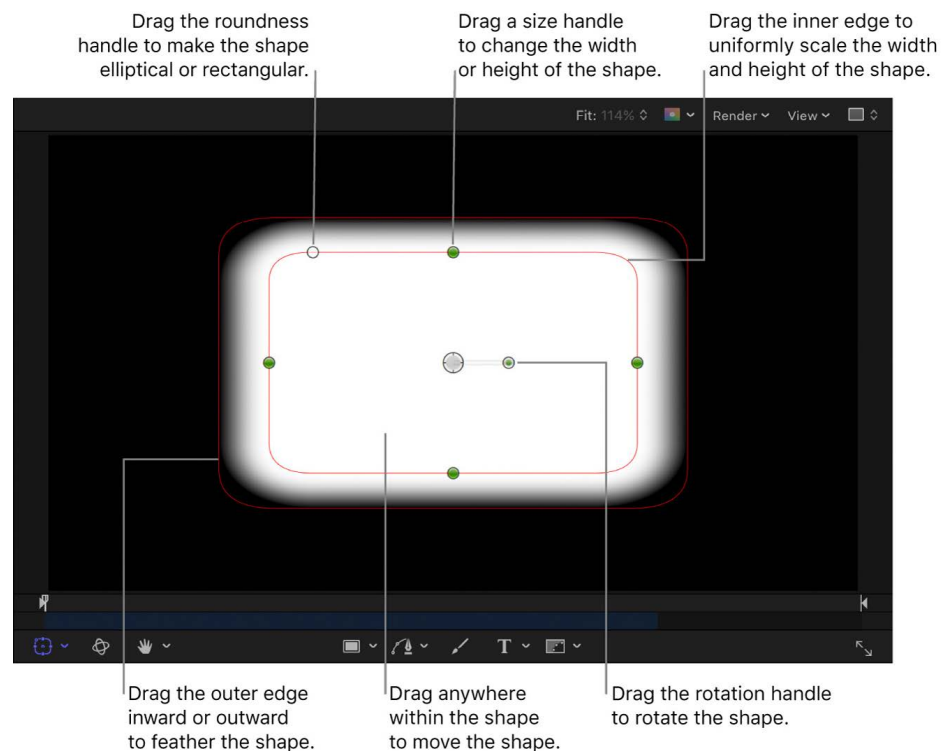 Drag the roundness
handle to make the shape
elliptical or rectangular.
Drag a size handle
to change the width
or height of the shape.
Drag the inner edge to
uniformly scale the width
and height of the shape.
Fit: 114% Render View
T
Drag the outer edge
inward or outward
to feather the shape.
Drag anywhere
within the shape
to move the shape.
Drag the rotation handle
to rotate the shape.